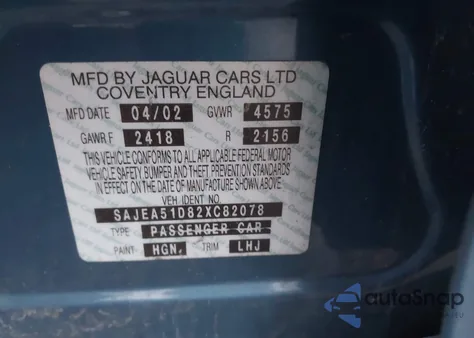 MFD BY JAGUAR CARS LTD
COVENTRY ENGLAND
MFD DATE 04/02 GVWR 4575
GAWR F 2418 R 2156
THIS VEHICLE CONFORMS TO ALL APPLICABLE FEDERAL MOTOR
VEHICLE SAFETY, BUMPER AND THEFT PREVENTION STANDARDS
IN EFFECT ON THE DATE OF MANUFACTURE SHOWN ABOVE.
VEH IDENT NO.
SAJEA51D82XC82078
TYPE PASSENGER CAR
PAINT HGN. TRIM LHJ
autoSnap